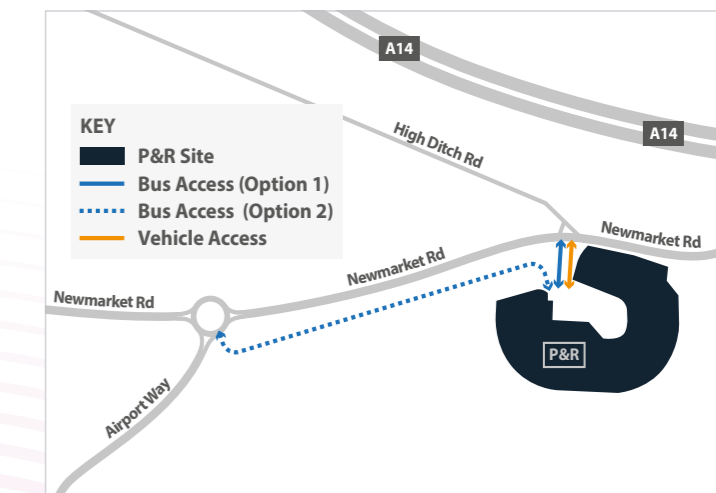 A14
A14
KEY
P&R Site
Bus Access (Option 1)
Bus Access (Option 2)
Vehicle Access
High Ditch Rd
Newmarket Rd
Newmarket Rd
Newmarket Rd
P&R
Airport Way